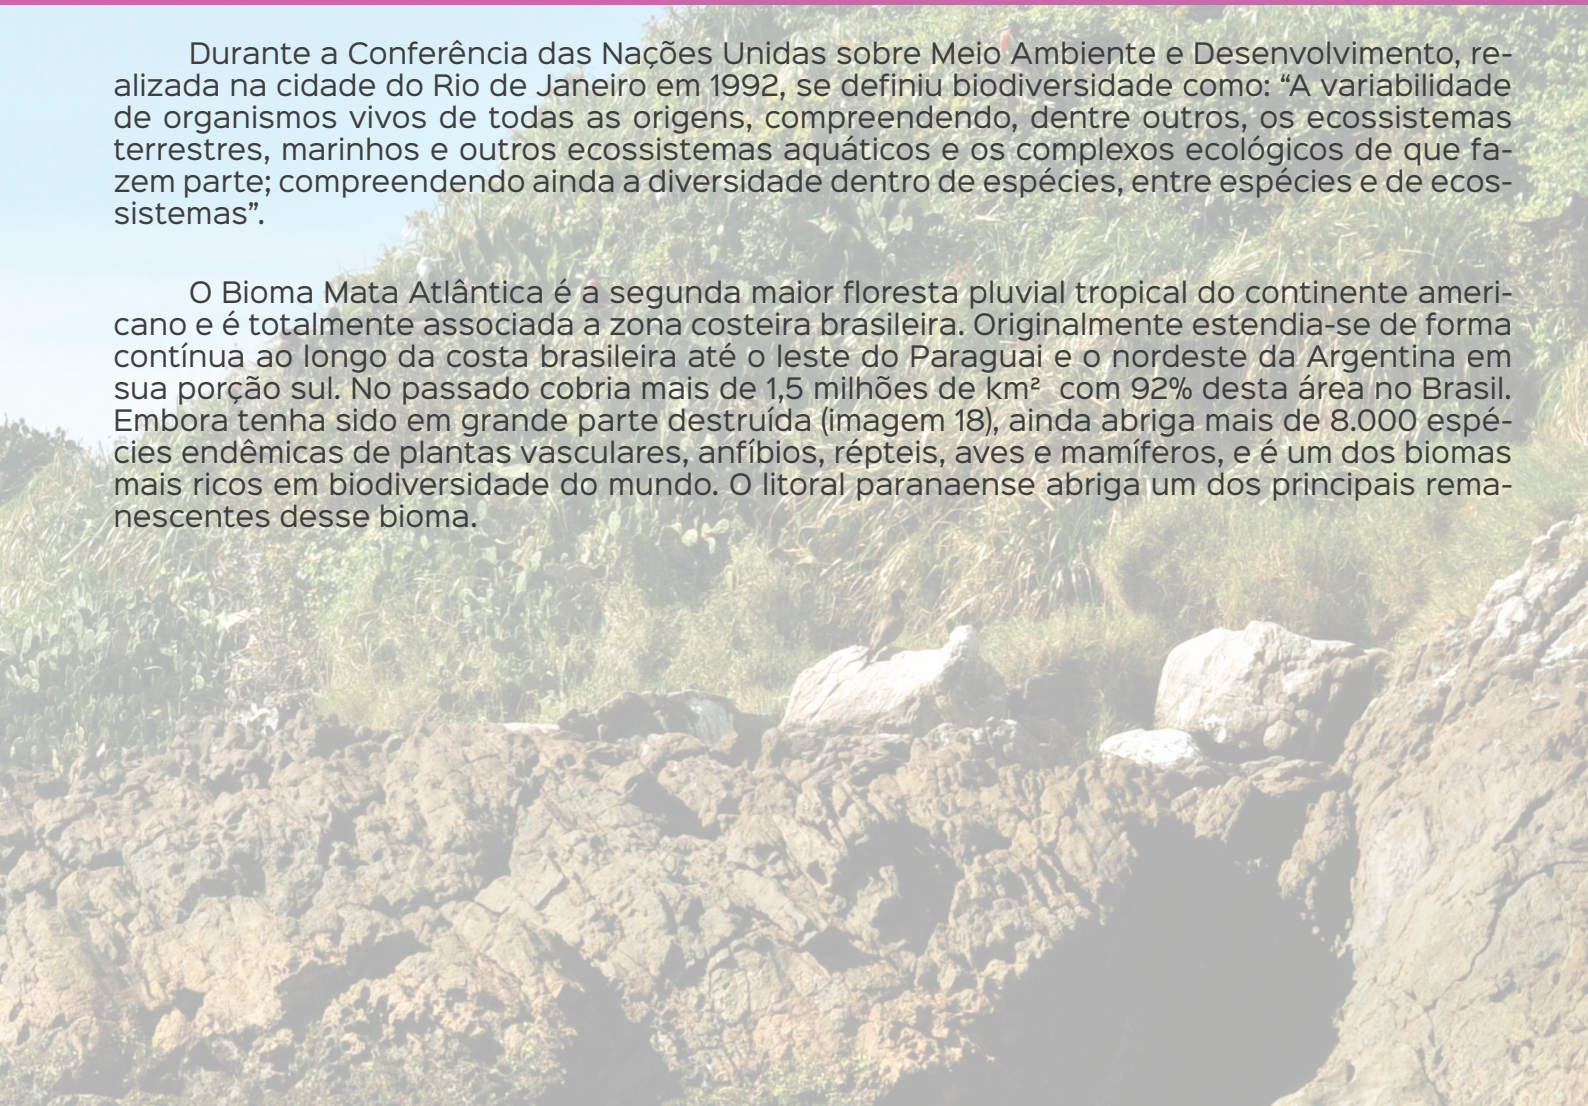 Durante a Conferência das Nações Unidas sobre Meio Ambiente e Desenvolvimento, re-
alizada na cidade do Rio de Janeiro em 1992, se definiu biodiversidade como: “A variabilidade
de organismos vivos de todas as origens, compreendendo, dentre outros, os ecossistemas
terrestres, marinhos e outros ecossistemas aquáticos e os complexos ecológicos de que fa-
zem parte; compreendendo ainda a diversidade dentro de espécies, entre espécies e de ecos-
sistemas”.
O Bioma Mata Atlântica é a segunda maior floresta pluvial tropical do continente ameri-
cano e é totalmente associada a zona costeira brasileira. Originalmente estendia-se de forma
contínua ao longo da costa brasileira até o leste do Paraguai e o nordeste da Argentina em
sua porção sul. No passado cobria mais de 1,5 milhões de km² com 92% desta área no Brasil.
Embora tenha sido em grande parte destruída (imagem 18), ainda abriga mais de 8.000 espé-
cies endêmicas de plantas vasculares, anfíbios, répteis, aves e mamíferos, e é um dos biomas
mais ricos em biodiversidade do mundo. O litoral paranaense abriga um dos principais rema-
nescentes desse bioma.